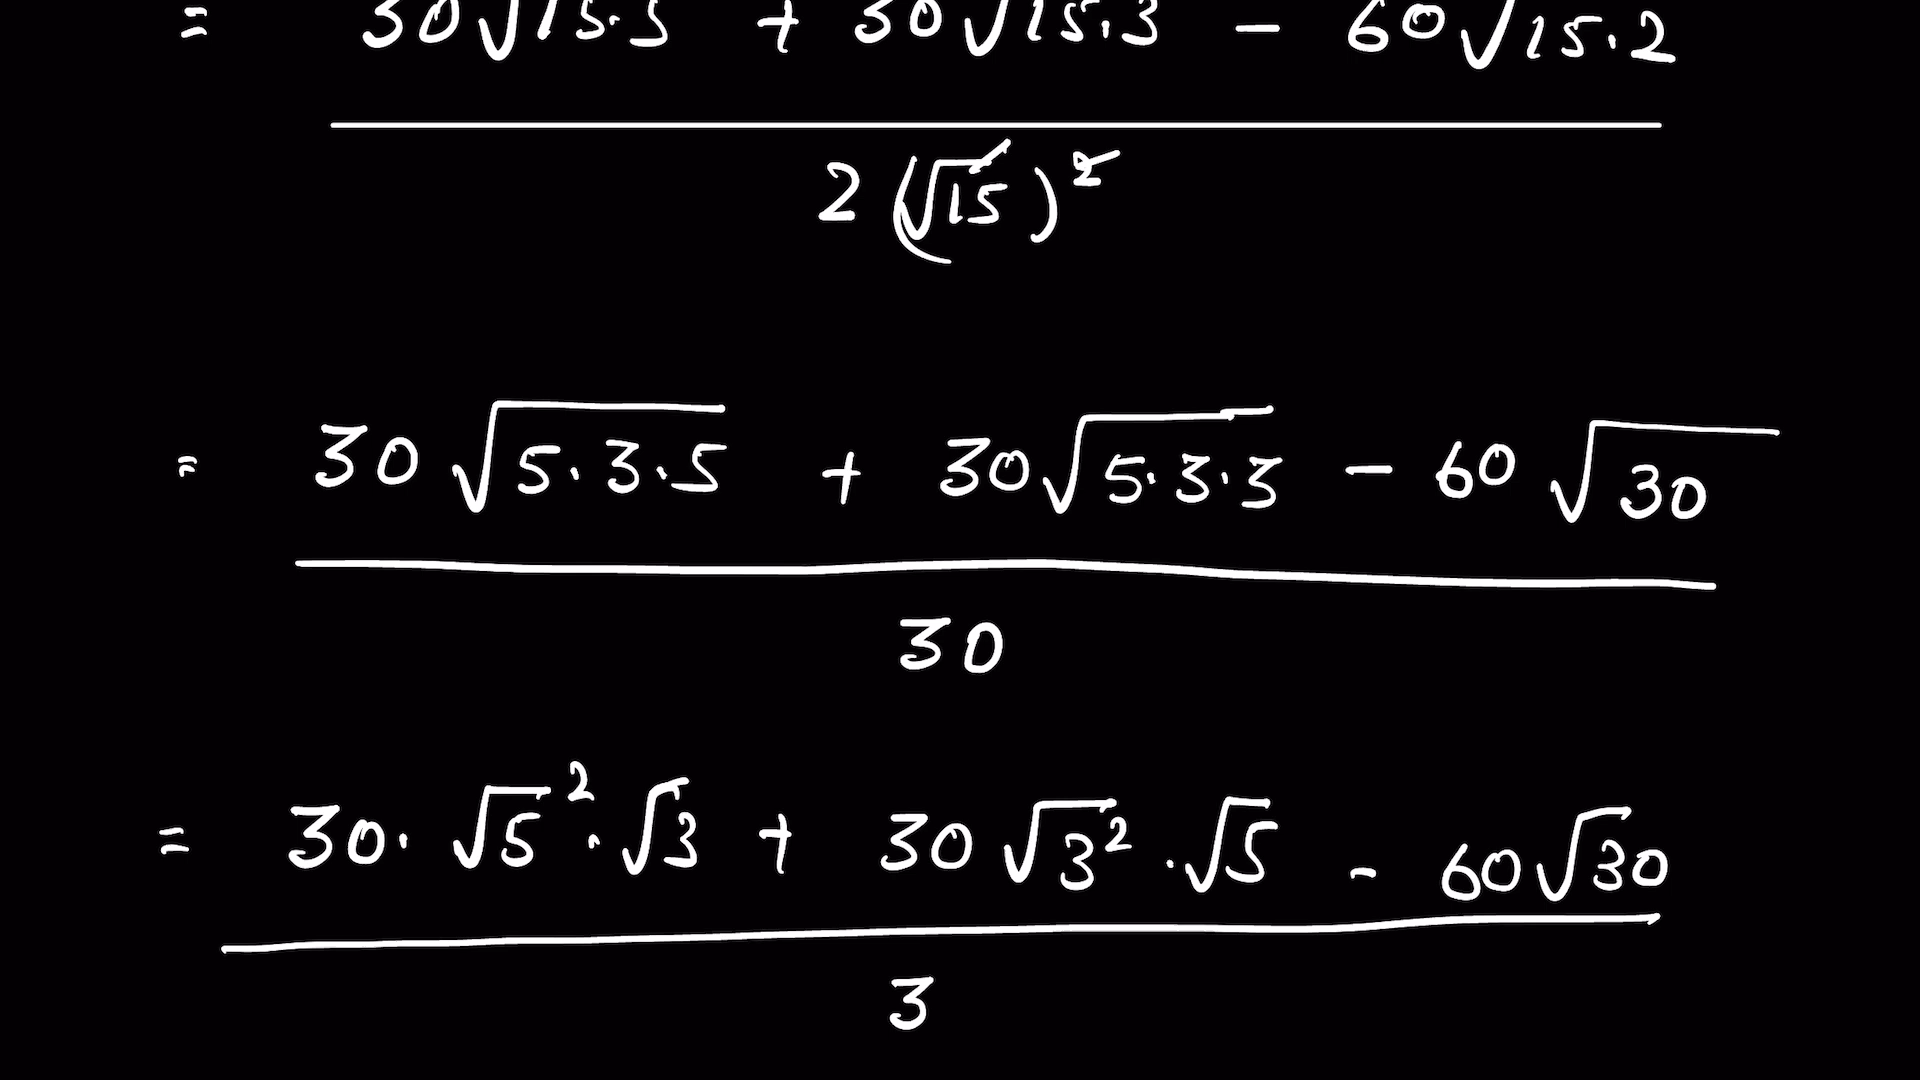 = 30√15.5 + 30√15.3 - 60√15.2
2 (√15)²
= 30 √5.3.5 + 30√5.3.3 - 60 √30
30
= 30. √5². √3 + 30 √3² . √5 - 60√30
3